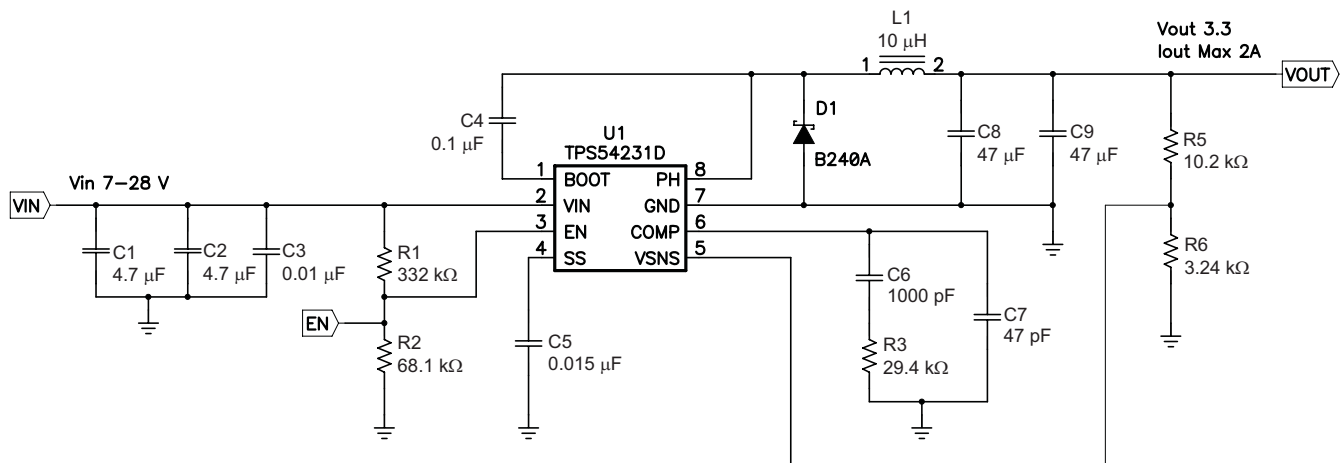 L1
10 μH
1
2
Vout 3.3
Iout Max 2A
VOUT
C4
0.1 μF
D1
B240A
C8
47 μF
C9
47 μF
R5
10.2 kΩ
R6
3.24 kΩ
U1
TPS54231D
1
BOOT
PH
8
2
VIN
GND
7
3
EN
COMP
6
4
SS
VSNS
5
Vin 7–28 V
VIN
C1
4.7 μF
C2
4.7 μF
C3
0.01 μF
R1
332 kΩ
EN
R2
68.1 kΩ
C5
0.015 μF
C6
1000 pF
C7
47 pF
R3
29.4 kΩ